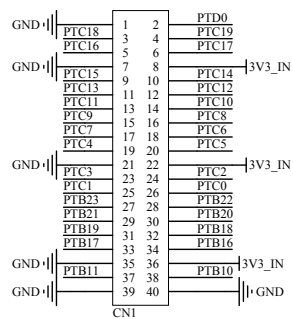 GND 1 2 PTD0
PTC18 3 4 PTC19
PTC16 5 6 PTC17
GND 7 8 3V3_IN
PTC15 9 10 PTC14
PTC13 11 12 PTC12
PTC11 13 14 PTC10
PTC9 15 16 PTC8
PTC7 17 18 PTC6
PTC4 19 20 PTC5
GND 21 22 3V3_IN
PTC3 23 24 PTC2
PTC1 25 26 PTC0
PTB23 27 28 PTB22
PTB21 29 30 PTB20
PTB19 31 32 PTB18
PTB17 33 34 PTB16
GND 35 36 3V3_IN
PTB11 37 38 PTB10
GND 39 40 GND
CN1